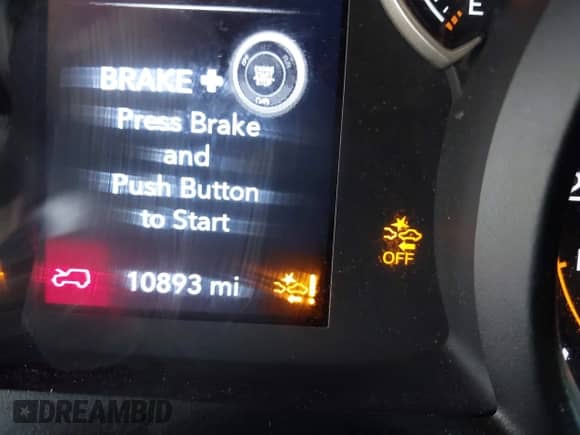 E
BRAKE +
Press Brake
and
Push Button
to Start
OFF
10893 mi
DREAMBID